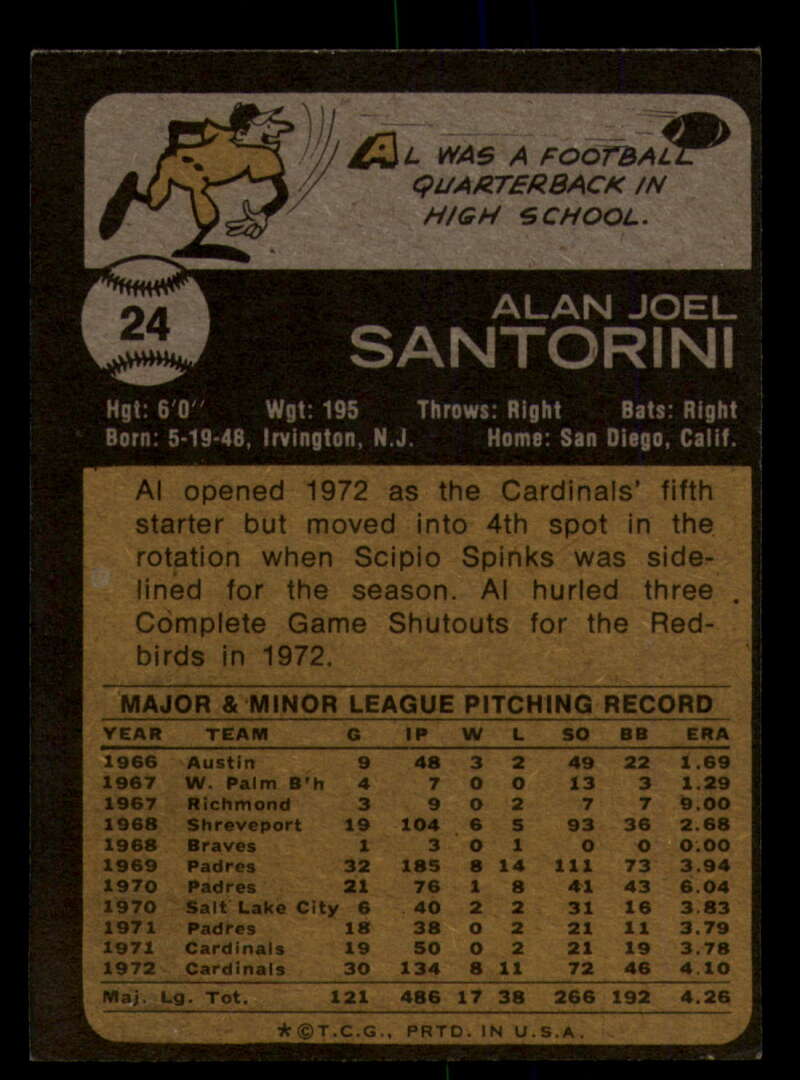 AL WAS A FOOTBALL
QUARTERBACK IN
HIGH SCHOOL.
24
ALAN JOEL
SANTORINI
Hgt: 6'0" Wgt: 195 Throws: Right Bats: Right
Born: 5-19-48, Irvington, N.J. Home: San Diego, Calif.
Al opened 1972 as the Cardinals' fifth
starter but moved into 4th spot in the
rotation when Scipio Spinks was side-
lined for the season. Al hurled three
Complete Game Shutouts for the Red-
birds in 1972.
MAJOR & MINOR LEAGUE PITCHING RECORD
YEAR TEAM G IP W L SO BB ERA
1966 Austin 9 48 3 2 49 22 1.69
1967 W. Palm B'h 4 7 0 0 13 3 1.29
1967 Richmond 3 9 0 2 7 7 9.00
1968 Shreveport 19 104 6 5 93 36 2.68
1968 Braves 1 3 0 1 0 0 0.00
1969 Padres 32 185 8 14 111 73 3.94
1970 Padres 21 76 1 8 41 43 6.04
1970 Salt Lake City 6 40 2 2 31 16 3.83
1971 Padres 18 38 0 2 21 11 3.79
1971 Cardinals 19 50 0 2 21 19 3.78
1972 Cardinals 30 134 8 11 72 46 4.10
Maj. Lg. Tot. 121 486 17 38 266 192 4.26
*©T.C.G., PRTD. IN U.S.A.